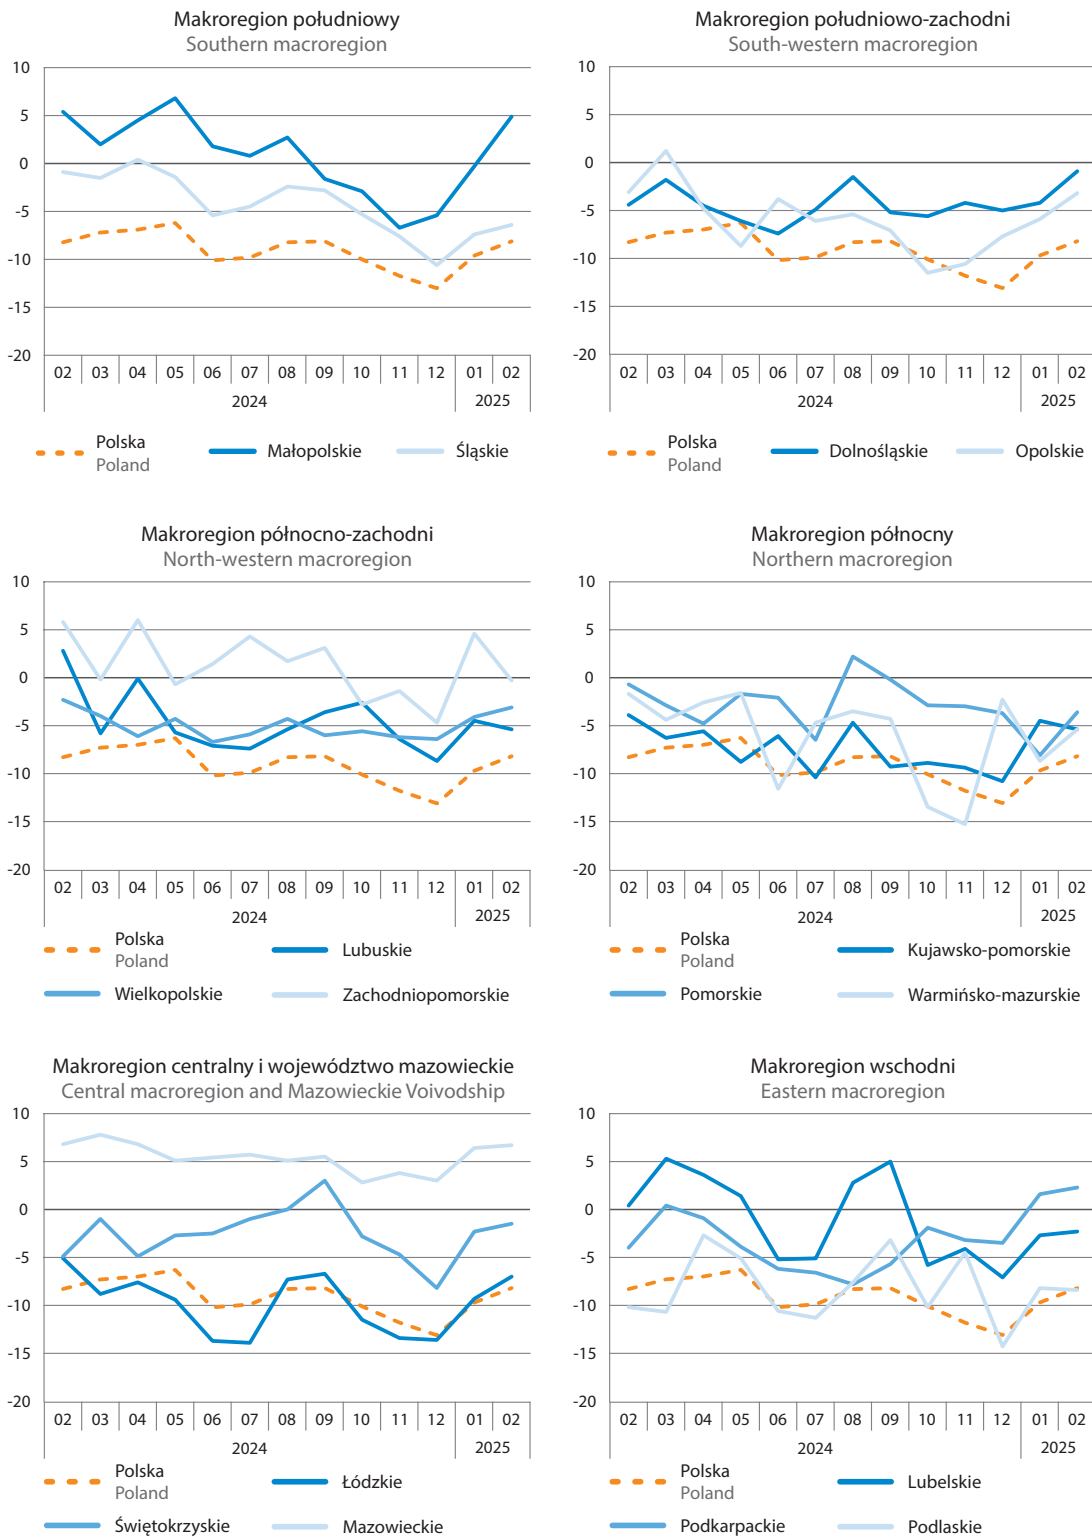 Makroregion południowy
Southern macroregion
10
5
0
-5
-10
-15
-20
02 03 04 05 06 07 08 09 10 11 12 01 02
2024 2025
Polska
Poland
Małopolskie Śląskie
Makroregion południowo-zachodni
South-western macroregion
10
5
0
-5
-10
-15
-20
02 03 04 05 06 07 08 09 10 11 12 01 02
2024 2025
Polska
Poland
Dolnośląskie Opolskie
Makroregion północno-zachodni
North-western macroregion
10
5
0
-5
-10
-15
-20
02 03 04 05 06 07 08 09 10 11 12 01 02
2024 2025
Polska
Poland
Lubuskie
Wielkopolskie Zachodniopomorskie
Makroregion północny
Northern macroregion
10
5
0
-5
-10
-15
-20
02 03 04 05 06 07 08 09 10 11 12 01 02
2024 2025
Polska
Poland
Kujawsko-pomorskie
Pomorskie Warmińsko-mazurskie
Makroregion centralny i województwo mazowieckie
Central macroregion and Mazowieckie Voivodship
10
5
0
-5
-10
-15
-20
02 03 04 05 06 07 08 09 10 11 12 01 02
2024 2025
Polska
Poland
Łódzkie
Świętokrzyskie Mazowieckie
Makroregion wschodni
Eastern macroregion
10
5
0
-5
-10
-15
-20
02 03 04 05 06 07 08 09 10 11 12 01 02
2024 2025
Polska
Poland
Lubelskie
Podkarpackie Podlaskie